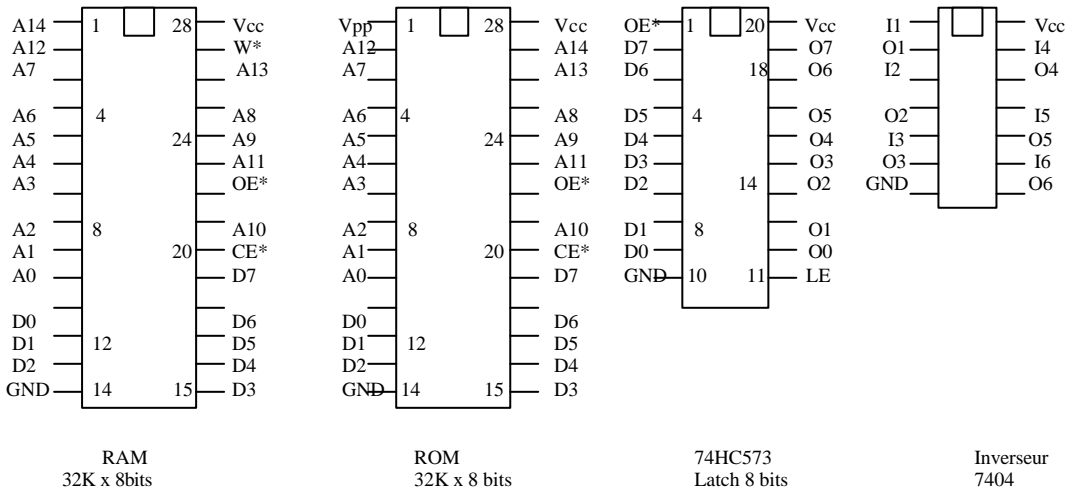 A14 1 28 Vcc Vpp 1 28 Vcc OE* 1 20 Vcc I1 Vcc
A12 W* A12 A14 D7 O7 O1 I4
A7 A13 A7 A13 D6 18 O6 I2 O4
A6 4 A8 A6 4 A8 D5 4 O5 O2 I5
A5 24 A9 A5 24 A9 D4 O4 I3 O5
A4 A11 A4 A11 D3 O3 O3 I6
A3 OE* A3 OE* D2 14 O2 GND O6
A2 8 A10 A2 8 A10 D1 8 O1
A1 20 CE* A1 20 CE* D0 O0
A0 D7 A0 D7 GND 10 11 LE
D0 D6 D0 D6
D1 12 D5 D1 12 D5
D2 D4 D2 D4
GND 14 15 D3 GND 14 15 D3
RAM ROM 74HC573 Inverseur
32K x 8bits 32K x 8 bits Latch 8 bits 7404